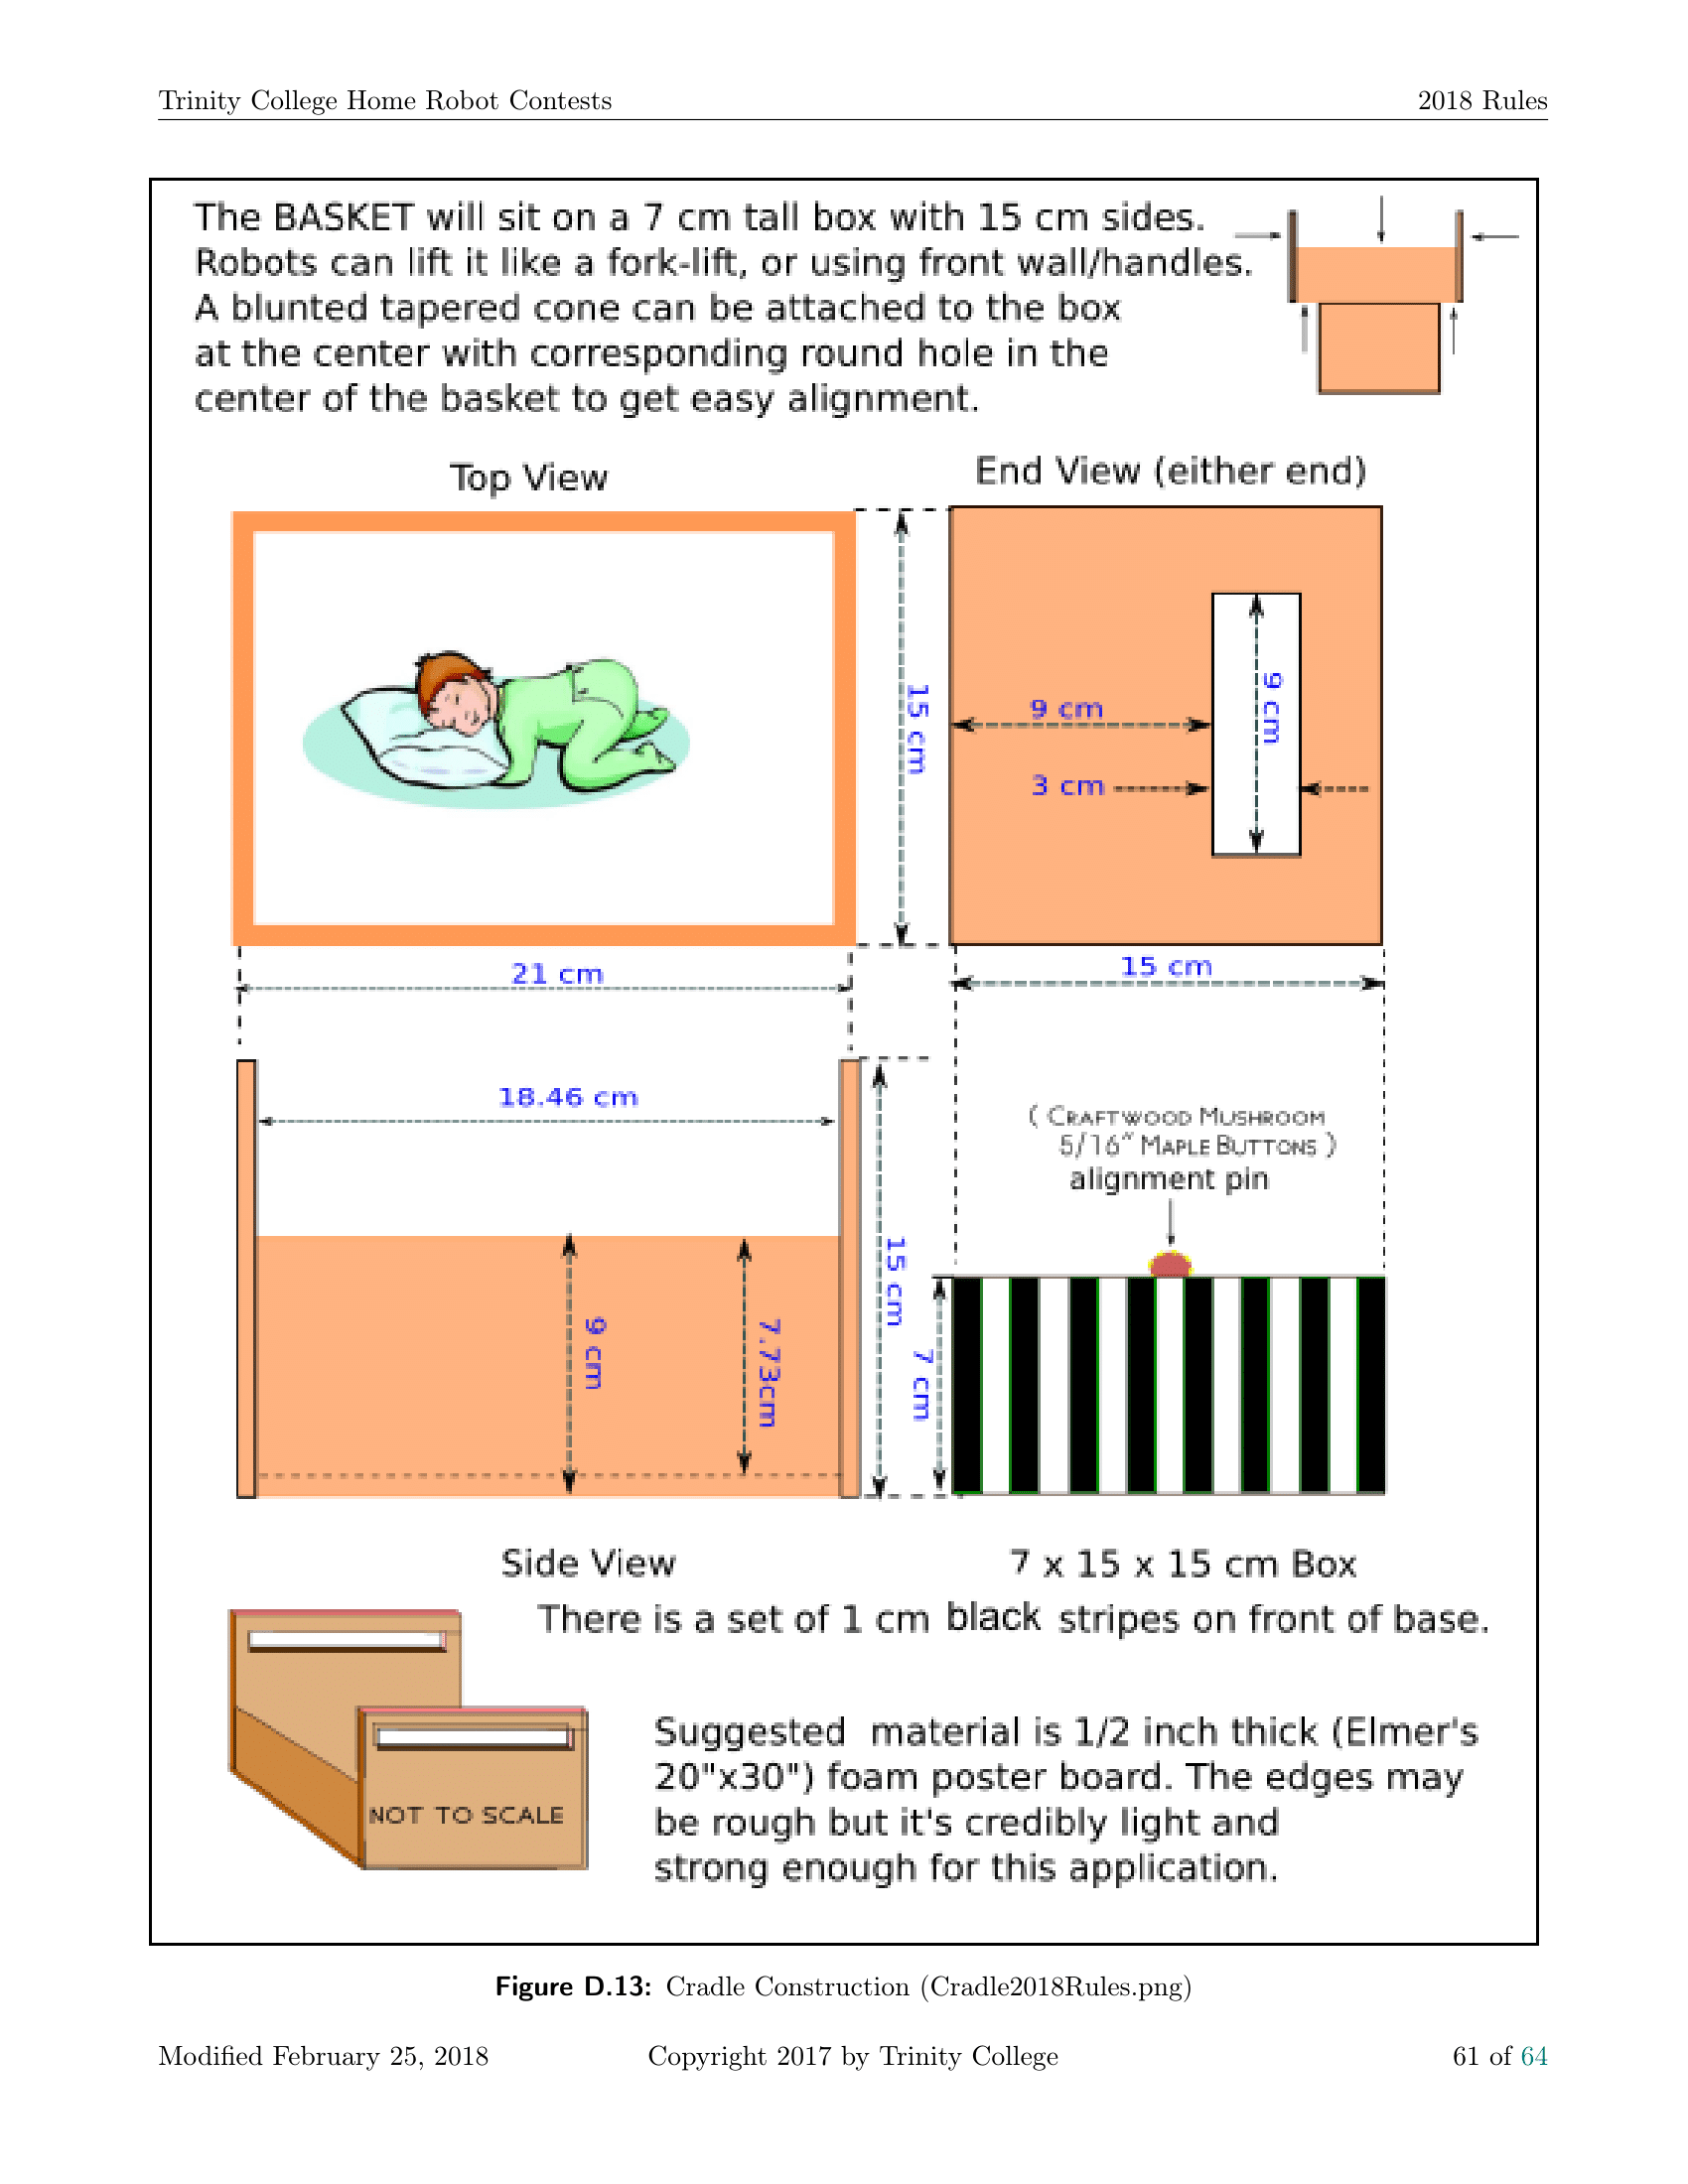 Trinity College Home Robot Contests 2018 Rules
The BASKET will sit on a 7 cm tall box with 15 cm sides.
Robots can lift it like a fork-lift, or using front wall/handles.
A blunted tapered cone can be attached to the box
at the center with corresponding round hole in the
center of the basket to get easy alignment.
Top View
End View (either end)
15 cm
9 cm
9 cm
3 cm
21 cm
15 cm
18.46 cm
15 cm
9 cm
7.73cm
( CRAFTWOOD MUSHROOM
5/16" MAPLE BUTTONS )
alignment pin
7 cm
Side View
7 x 15 x 15 cm Box
There is a set of 1 cm black stripes on front of base.
NOT TO SCALE
Suggested material is 1/2 inch thick (Elmer's
20"x30") foam poster board. The edges may
be rough but it's credibly light and
strong enough for this application.
Figure D.13: Cradle Construction (Cradle2018Rules.png)
Modified February 25, 2018 Copyright 2017 by Trinity College 61 of 64